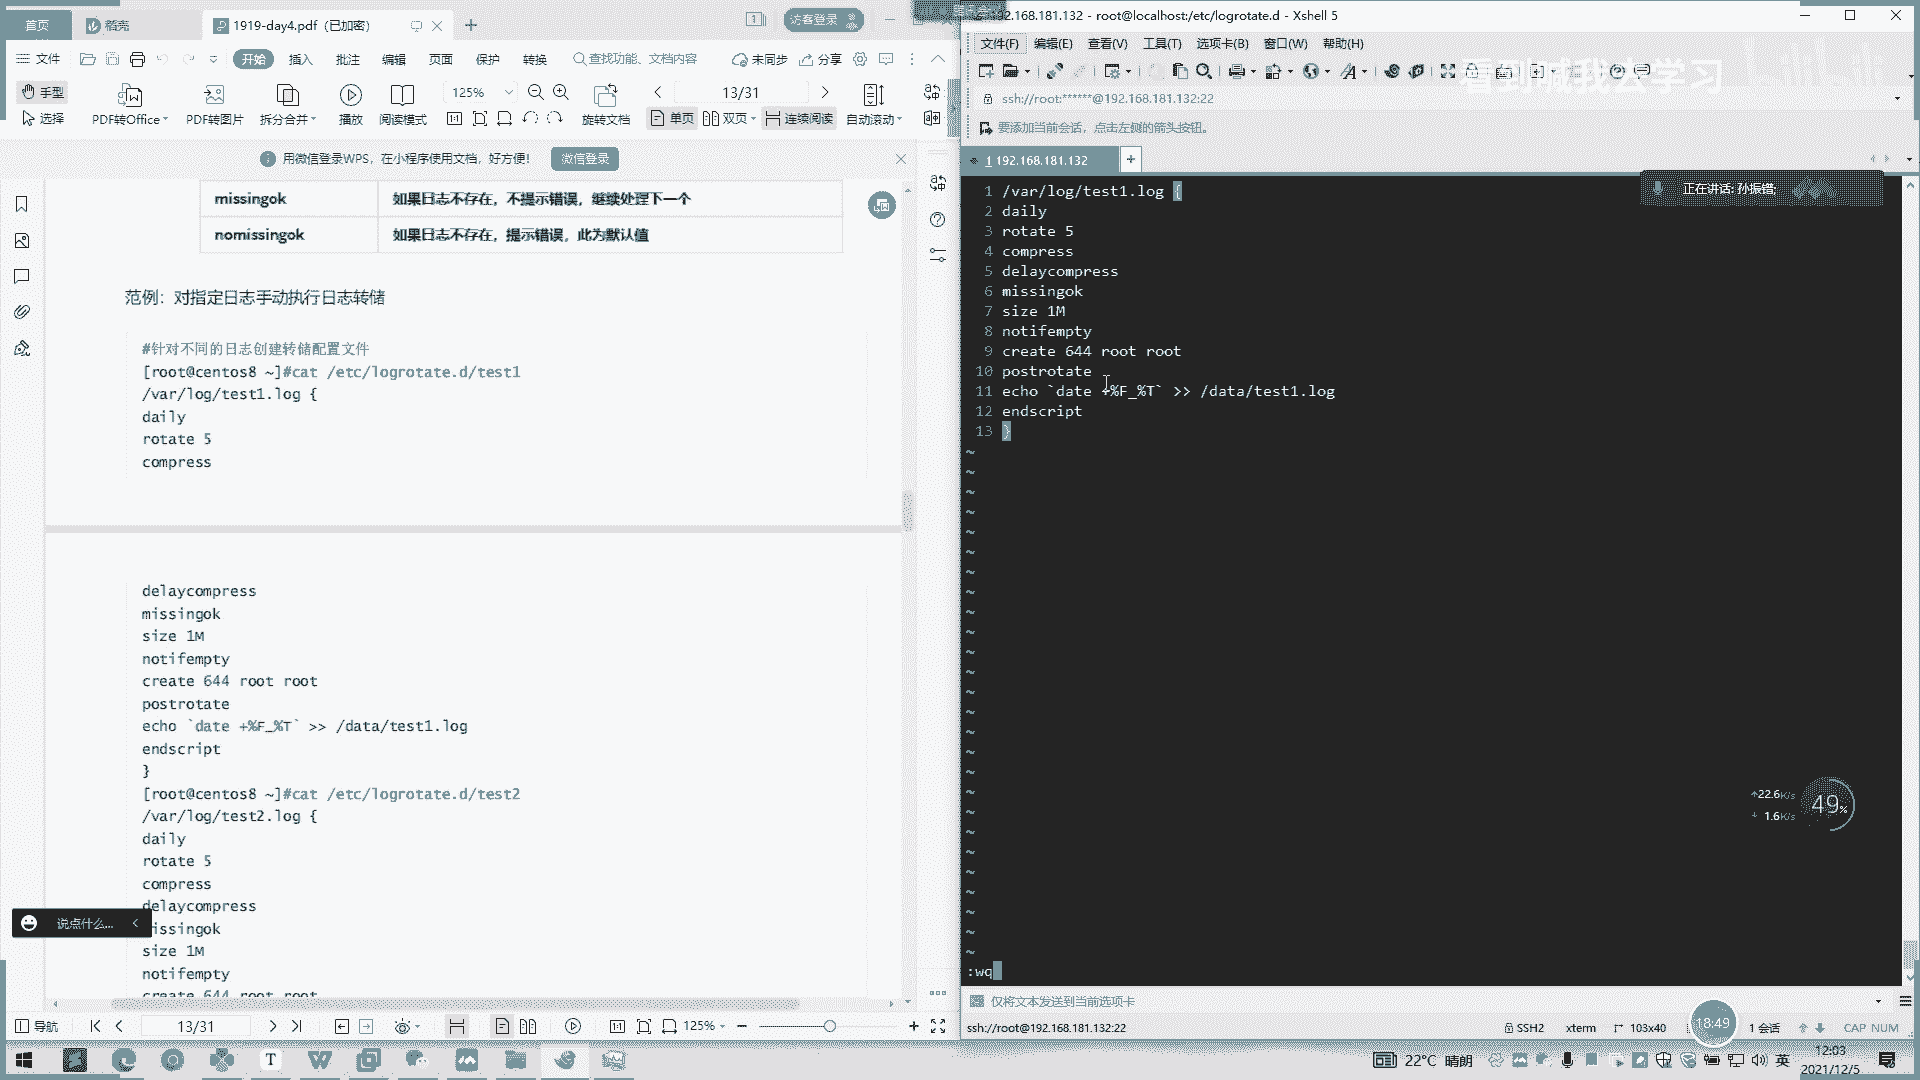 首页
稻壳
1919-day4.pdf（已加密）
访客登录
文件
开始
插入
批注
编辑
页面
保护
转换
查找功能、文档内容
未同步
分享
手型
选择
PDF转Office
PDF转图片
拆分合并
播放
阅读模式
125%
旋转文档
13/31
单页
双页
连续阅读
自动滚动
用微信登录WPS，在小程序使用文档，好方便！
微信登录
missingok 如果日志不存在，不提示错误，继续处理下一个
nomissingok 如果日志不存在，提示错误，此为默认值
范例：对指定日志手动执行日志转储
#针对不同的日志创建转储配置文件
[root@centos8 ~]#cat /etc/logrotate.d/test1
/var/log/test1.log {
daily
rotate 5
compress
delaycompress
missingok
size 1M
notifempty
create 644 root root
postrotate
echo `date +%F_%T` >> /data/test1.log
endscript
}
[root@centos8 ~]#cat /etc/logrotate.d/test2
/var/log/test2.log {
daily
rotate 5
compress
delaycompress
issingok
size 1M
notifempty
create 644 root root
说点什么...
导航
13/31
125%
192.168.181.132 - root@localhost:/etc/logrotate.d - Xshell 5
文件(F) 编辑(E) 查看(V) 工具(T) 选项卡(B) 窗口(W) 帮助(H)
看到喊我去学习
ssh://root:******@192.168.181.132:22
要添加当前会话，点击左侧的箭头按钮。
1 192.168.181.132
正在讲话: 孙振锴;
1 /var/log/test1.log {
2 daily
3 rotate 5
4 compress
5 delaycompress
6 missingok
7 size 1M
8 notifempty
9 create 644 root root
10 postrotate
11 echo `date +%F_%T` >> /data/test1.log
12 endscript
13 }
:wq
22.6K/s
1.6K/s
49%
仅将文本发送到当前选项卡
ssh://root@192.168.181.132:22
SSH2
xterm
103x40
18:49
1 会话
CAP NUM
22°C 晴朗
英
12:03
2021/12/5